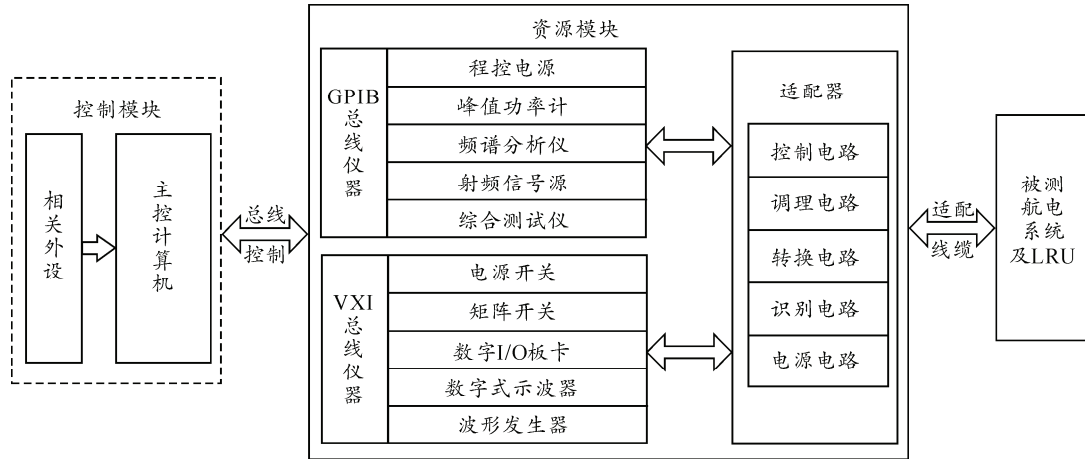 控制模块
相关外设
主控计算机
总线
控制
资源模块
GPIB
总线仪器
程控电源
峰值功率计
频谱分析仪
射频信号源
综合测试仪
VXI
总线仪器
电源开关
矩阵开关
数字I/O板卡
数字式示波器
波形发生器
适配器
控制电路
调理电路
转换电路
识别电路
电源电路
适配
线缆
被测
航电
系统
及LRU